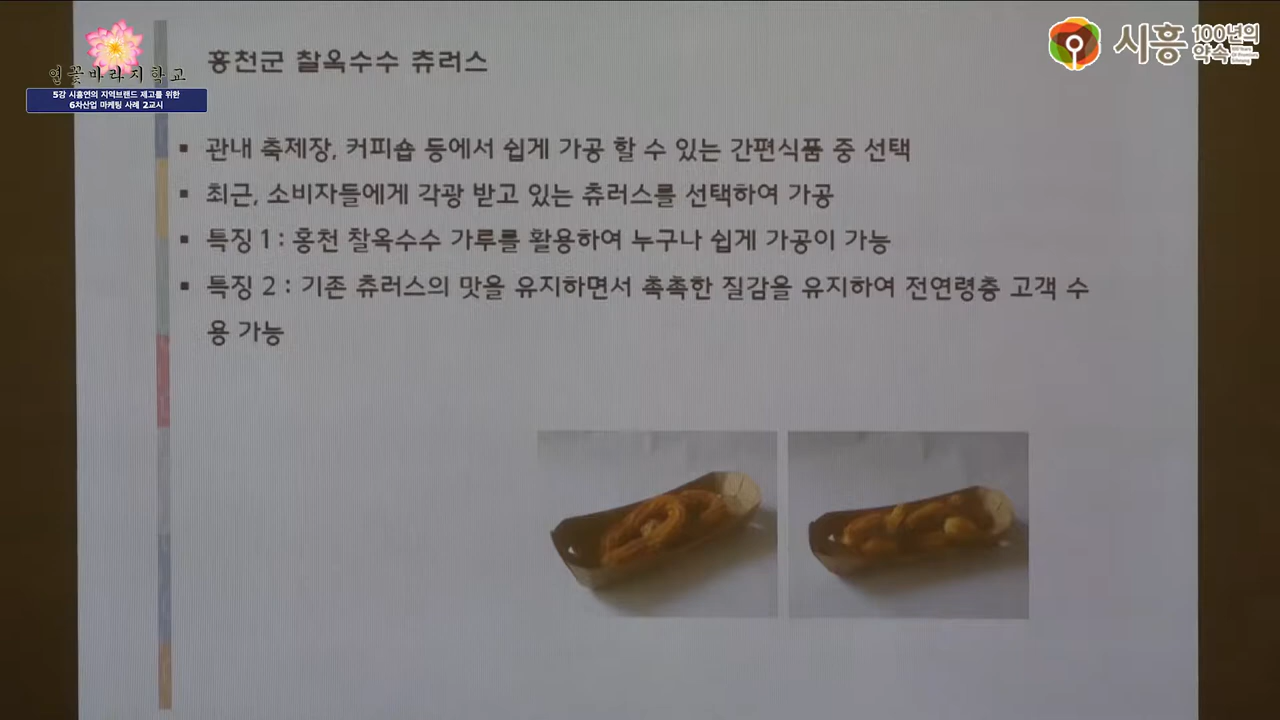 연꽃바라지학교
5강 시흥연의 지역브랜드 제고를 위한
6차산업 마케팅 사례 2교시
시흥 100년의 약속
홍천군 찰옥수수 츄러스
▪ 관내 축제장, 커피숍 등에서 쉽게 가공 할 수 있는 간편식품 중 선택
▪ 최근, 소비자들에게 각광 받고 있는 츄러스를 선택하여 가공
▪ 특징 1 : 홍천 찰옥수수 가루를 활용하여 누구나 쉽게 가공이 가능
▪ 특징 2 : 기존 츄러스의 맛을 유지하면서 촉촉한 질감을 유지하여 전연령층 고객 수
용 가능